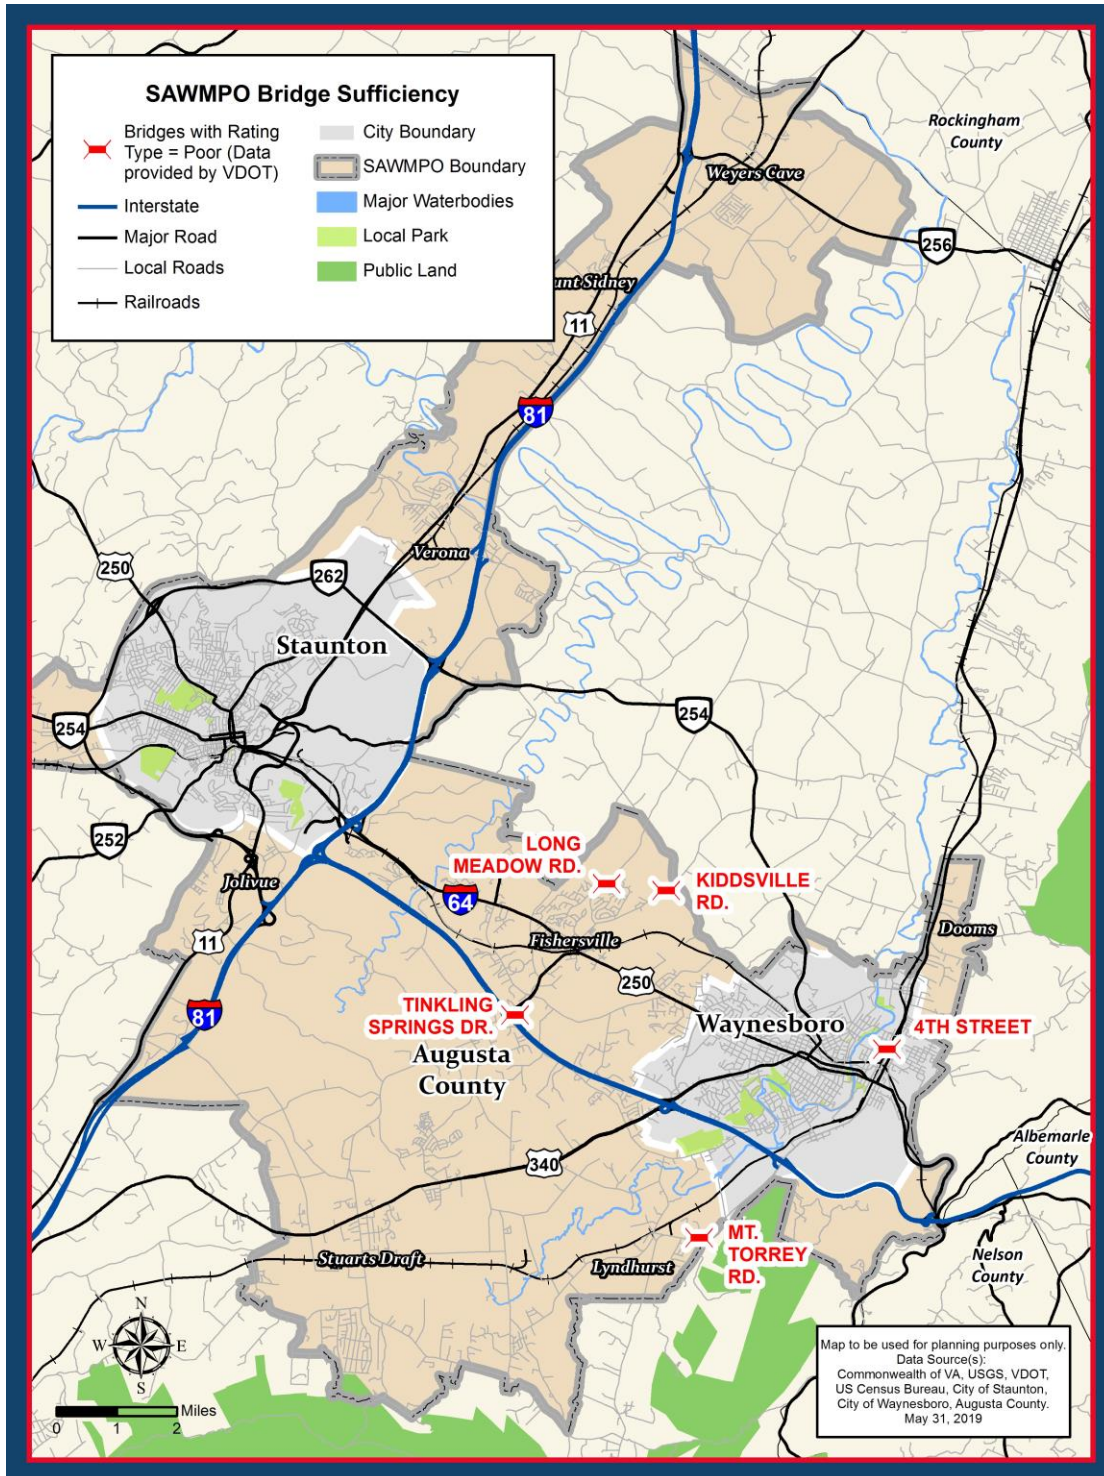 SAWMPO Bridge Sufficiency
Bridges with Rating
Type = Poor (Data
provided by VDOT)
Interstate
Major Road
Local Roads
Railroads
City Boundary
SAWMPO Boundary
Major Waterbodies
Local Park
Public Land
Rockingham
County
Weyers Cave
256
unt Sidney
11
81
Verona
250
262
Staunton
254
254
252
LONG
MEADOW RD.
KIDDSVILLE
RD.
Jolivue
64
11
Fishersville
Dooms
250
81
TINKLING
SPRINGS DR.
Waynesboro
4TH STREET
Augusta
County
340
Albemarle
County
MT.
TORREY
RD.
Nelson
County
Stuarts Draft
Lyndhurst
N
W E
S
Miles
0 1 2
Map to be used for planning purposes only.
Data Source(s):
Commonwealth of VA, USGS, VDOT,
US Census Bureau, City of Staunton,
City of Waynesboro, Augusta County.
May 31, 2019